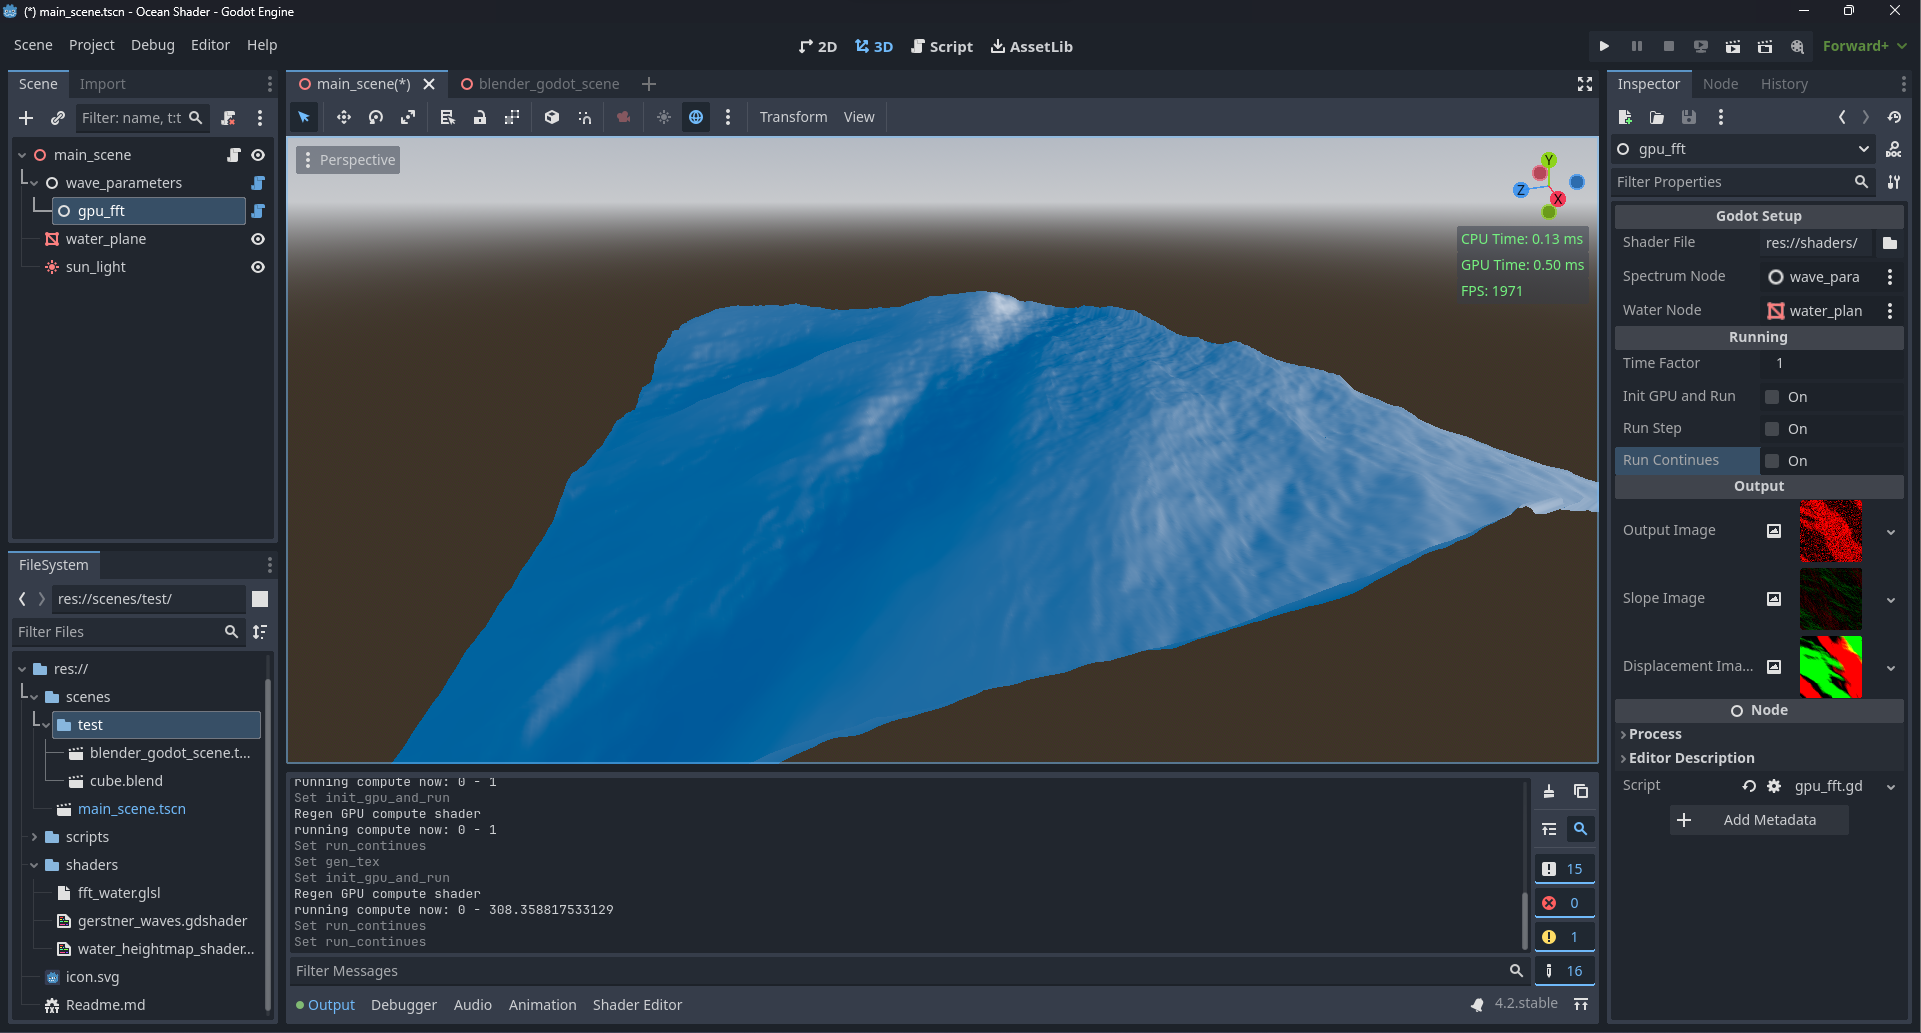 (*) main_scene.tscn - Ocean Shader - Godot Engine
Scene Project Debug Editor Help
2D 3D Script AssetLib
Forward+
Scene Import
Filter: name, t:t
main_scene
wave_parameters
gpu_fft
water_plane
sun_light
FileSystem
res://scenes/test/
Filter Files
res://
scenes
test
blender_godot_scene.t...
cube.blend
main_scene.tscn
scripts
shaders
fft_water.glsl
gerstner_waves.gdshader
water_heightmap_shader...
icon.svg
Readme.md
main_scene(*) blender_godot_scene
Transform View
Perspective
Y
Z
X
CPU Time: 0.13 ms
GPU Time: 0.50 ms
FPS: 1971
running compute now: 0 - 1
Set init_gpu_and_run
Regen GPU compute shader
running compute now: 0 - 1
Set run_continues
Set gen_tex
Set init_gpu_and_run
Regen GPU compute shader
running compute now: 0 - 308.358817533129
Set run_continues
Set run_continues
15
0
1
16
Filter Messages
Output Debugger Audio Animation Shader Editor
4.2.stable
Inspector Node History
gpu_fft
DOC
Filter Properties
Godot Setup
Shader File res://shaders/
Spectrum Node wave_para
Water Node water_plan
Running
Time Factor 1
Init GPU and Run On
Run Step On
Run Continues On
Output
Output Image
Slope Image
Displacement Ima...
Node
Process
Editor Description
Script gpu_fft.gd
Add Metadata